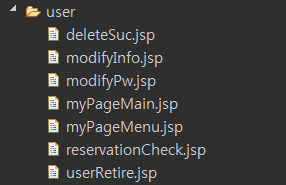 user
deleteSuc.jsp
modifyInfo.jsp
modifyPw.jsp
myPageMain.jsp
myPageMenu.jsp
reservationCheck.jsp
userRetire.jsp